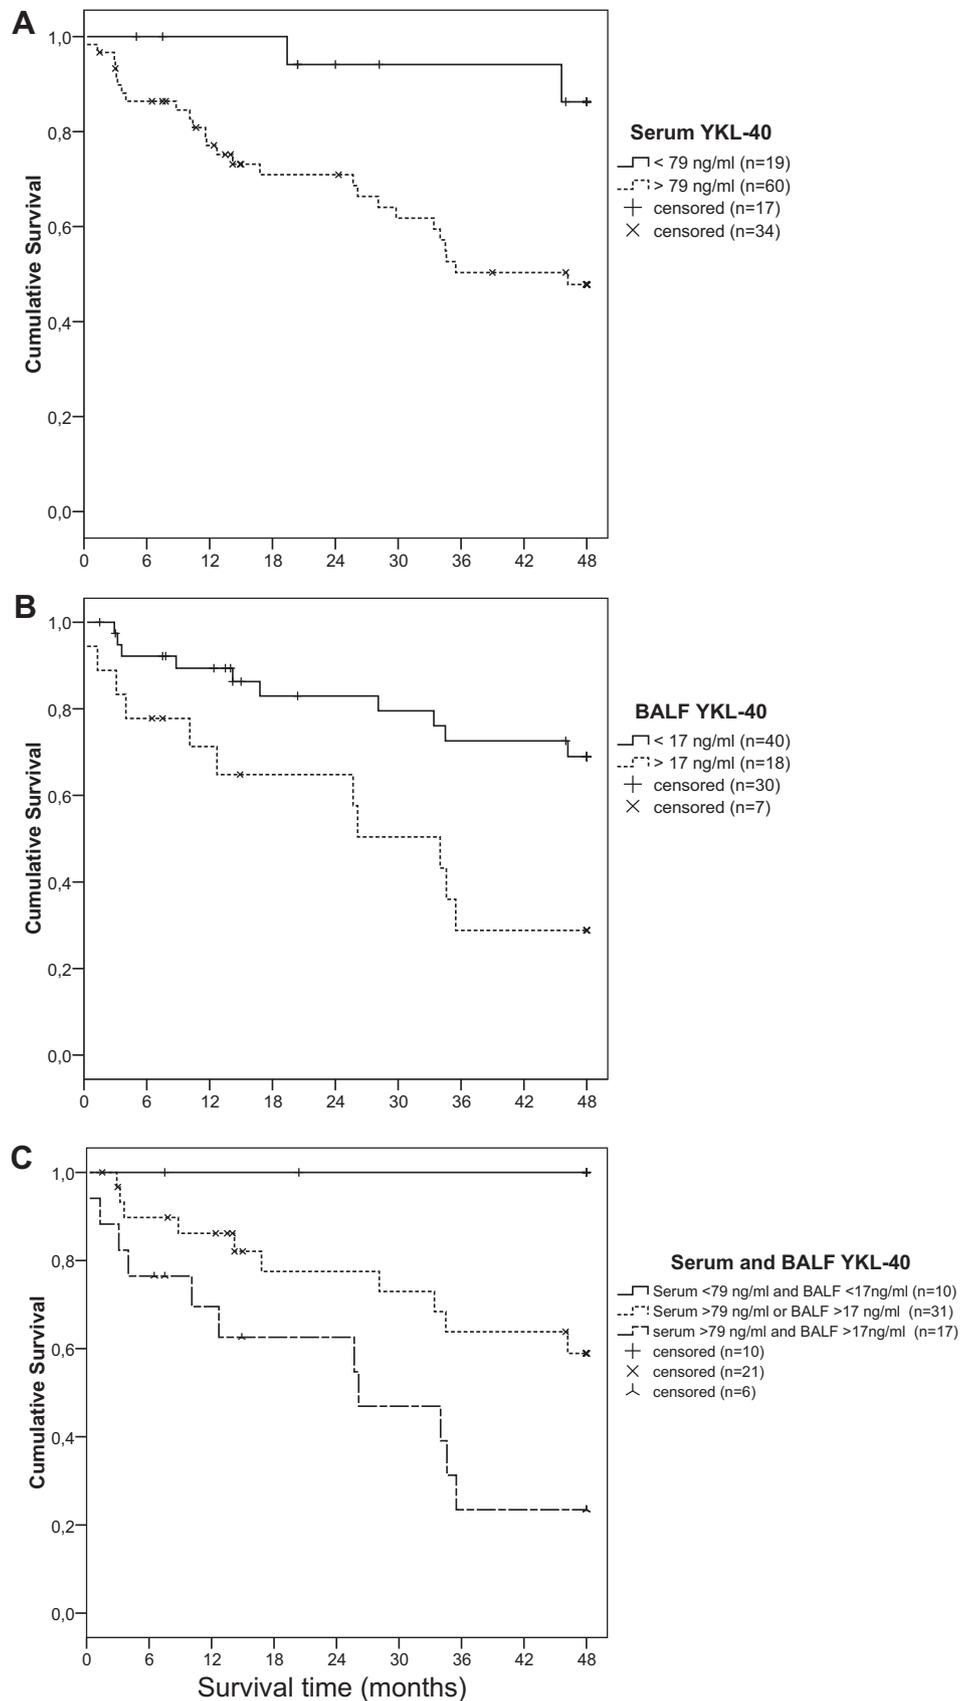 A
1,0
0,8
0,6
0,4
0,2
0,0
Cumulative Survival
0 6 12 18 24 30 36 42 48
Serum YKL-40
< 79 ng/ml (n=19)
> 79 ng/ml (n=60)
censored (n=17)
censored (n=34)
B
1,0
0,8
0,6
0,4
0,2
0,0
Cumulative Survival
0 6 12 18 24 30 36 42 48
BALF YKL-40
< 17 ng/ml (n=40)
> 17 ng/ml (n=18)
censored (n=30)
censored (n=7)
C
1,0
0,8
0,6
0,4
0,2
0,0
Cumulative Survival
0 6 12 18 24 30 36 42 48
Survival time (months)
Serum and BALF YKL-40
Serum <79 ng/ml and BALF <17ng/ml (n=10)
Serum >79 ng/ml or BALF >17 ng/ml (n=31)
serum >79 ng/ml and BALF >17ng/ml (n=17)
censored (n=10)
censored (n=21)
censored (n=6)